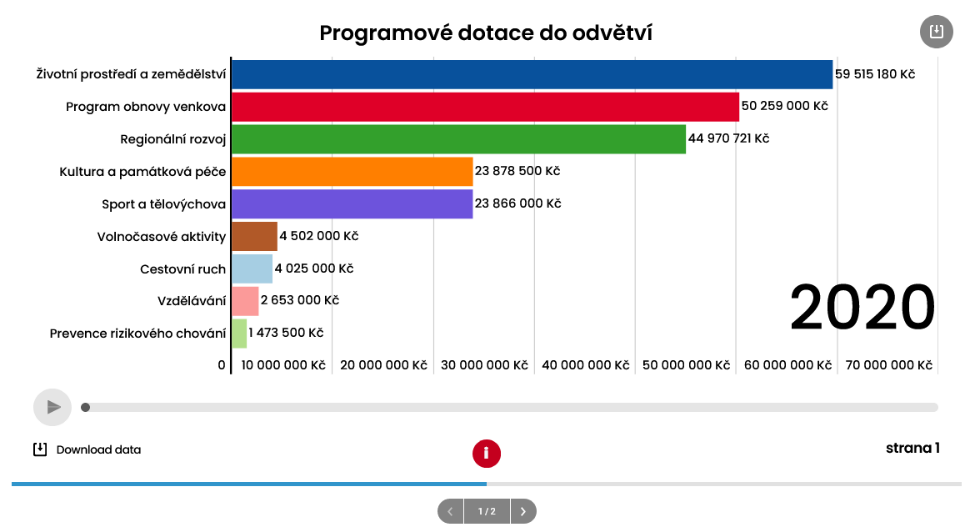 Programové dotace do odvětví
Životní prostředí a zemědělství 59 515 180 Kč
Program obnovy venkova 50 259 000 Kč
Regionální rozvoj 44 970 721 Kč
Kultura a památková péče 23 878 500 Kč
Sport a tělovýchova 23 866 000 Kč
Volnočasové aktivity 4 502 000 Kč
Cestovní ruch 4 025 000 Kč
Vzdělávání 2 653 000 Kč
Prevence rizikového chování 1 473 500 Kč
2020
0 10 000 000 Kč 20 000 000 Kč 30 000 000 Kč 40 000 000 Kč 50 000 000 Kč 60 000 000 Kč 70 000 000 Kč
Download data i strana 1
1 / 2